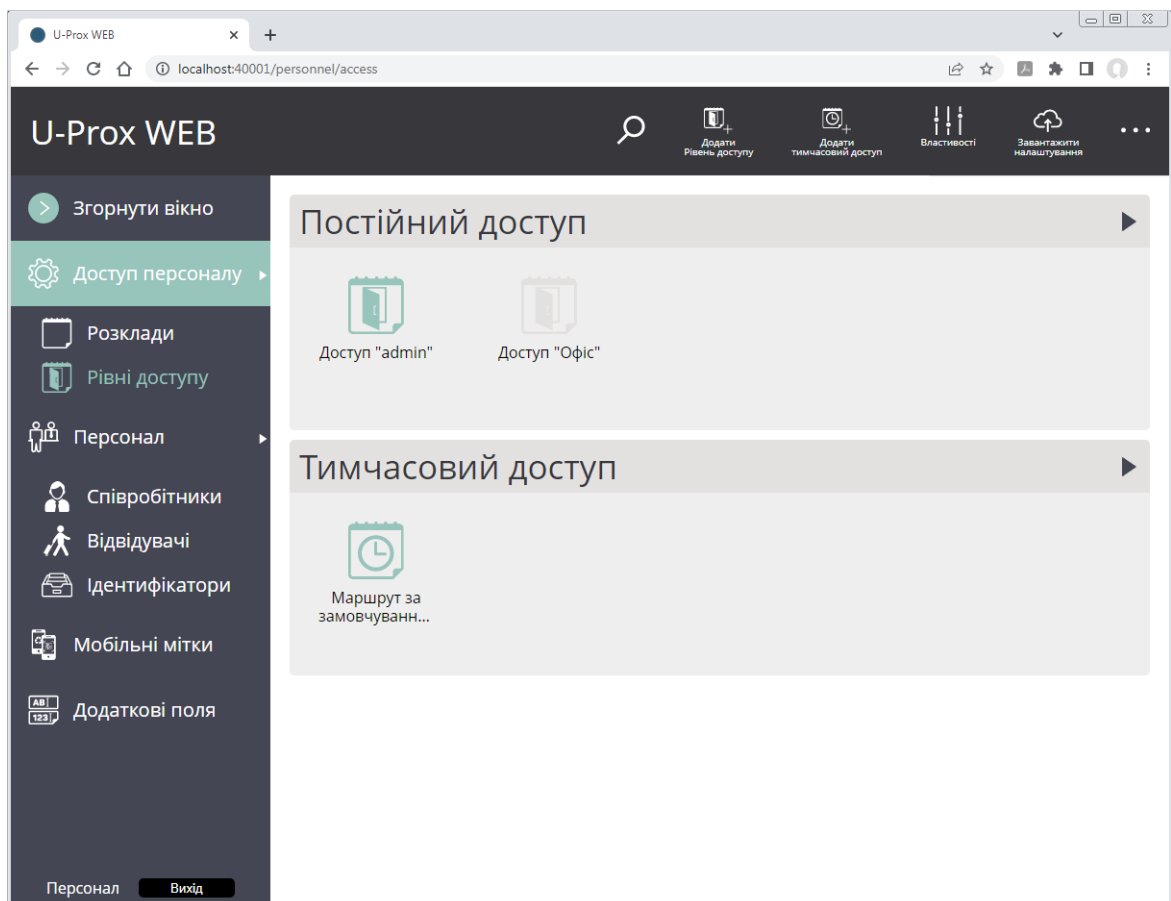 U-Prox WEB
localhost:40001/personnel/access
U-Prox WEB
Додати
Рівень доступу
Додати
тимчасовий доступ
Властивості
Завантажити
налаштування
Згорнути вікно
Доступ персоналу
Розклади
Рівні доступу
Персонал
Співробітники
Відвідувачі
Ідентифікатори
Мобільні мітки
AB
123
Додаткові поля
Персонал
Вихід
Постійний доступ
Доступ "admin"
Доступ "Офіс"
Тимчасовий доступ
Маршрут за
замовчуванн...